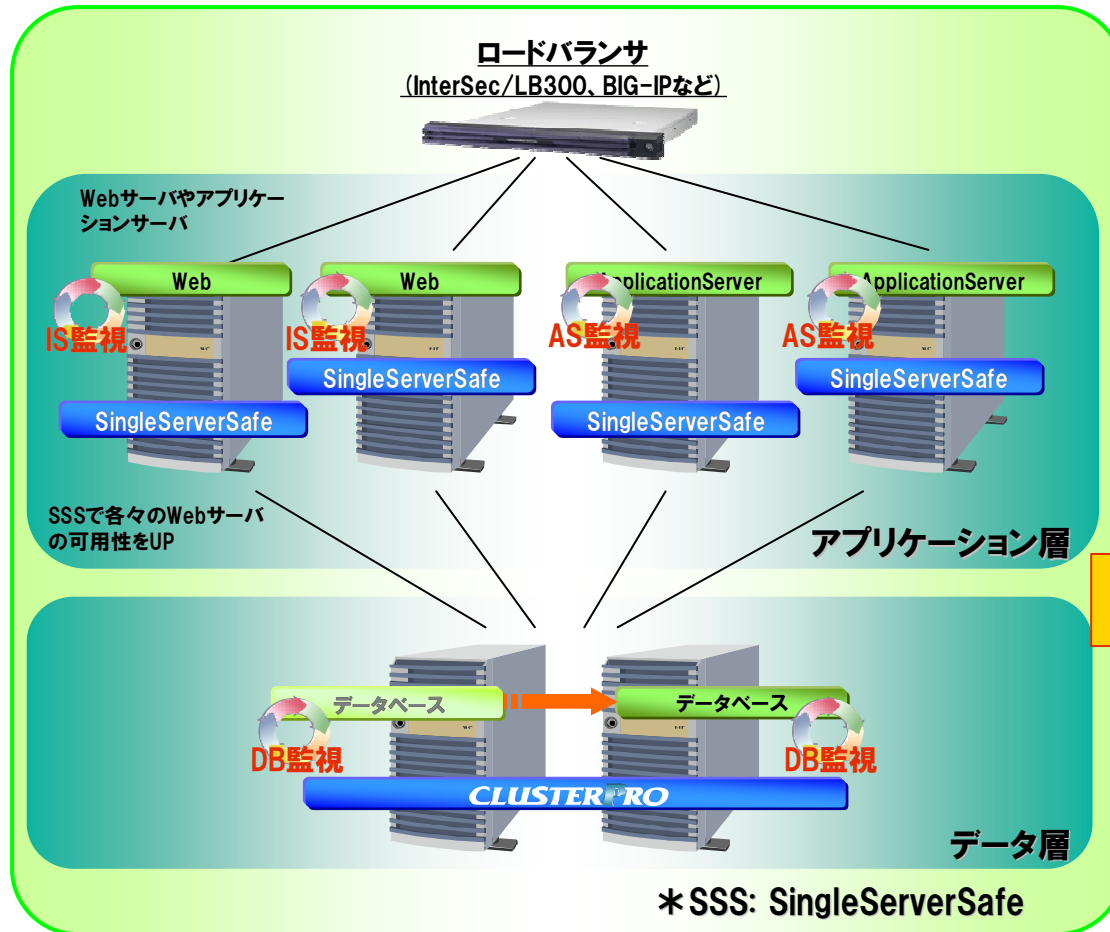 ロードバランサ
(InterSec/LB300、BIG-IPなど)
Webサーバやアプリケー
ションサーバ
Web
Web
ApplicationServer
ApplicationServer
IS監視
IS監視
AS監視
AS監視
SingleServerSafe
SingleServerSafe
SingleServerSafe
SingleServerSafe
SSSで各々のWebサーバ
の可用性をUP
アプリケーション層
データベース
データベース
DB監視
DB監視
CLUSTERPRO
データ層
*SSS: SingleServerSafe